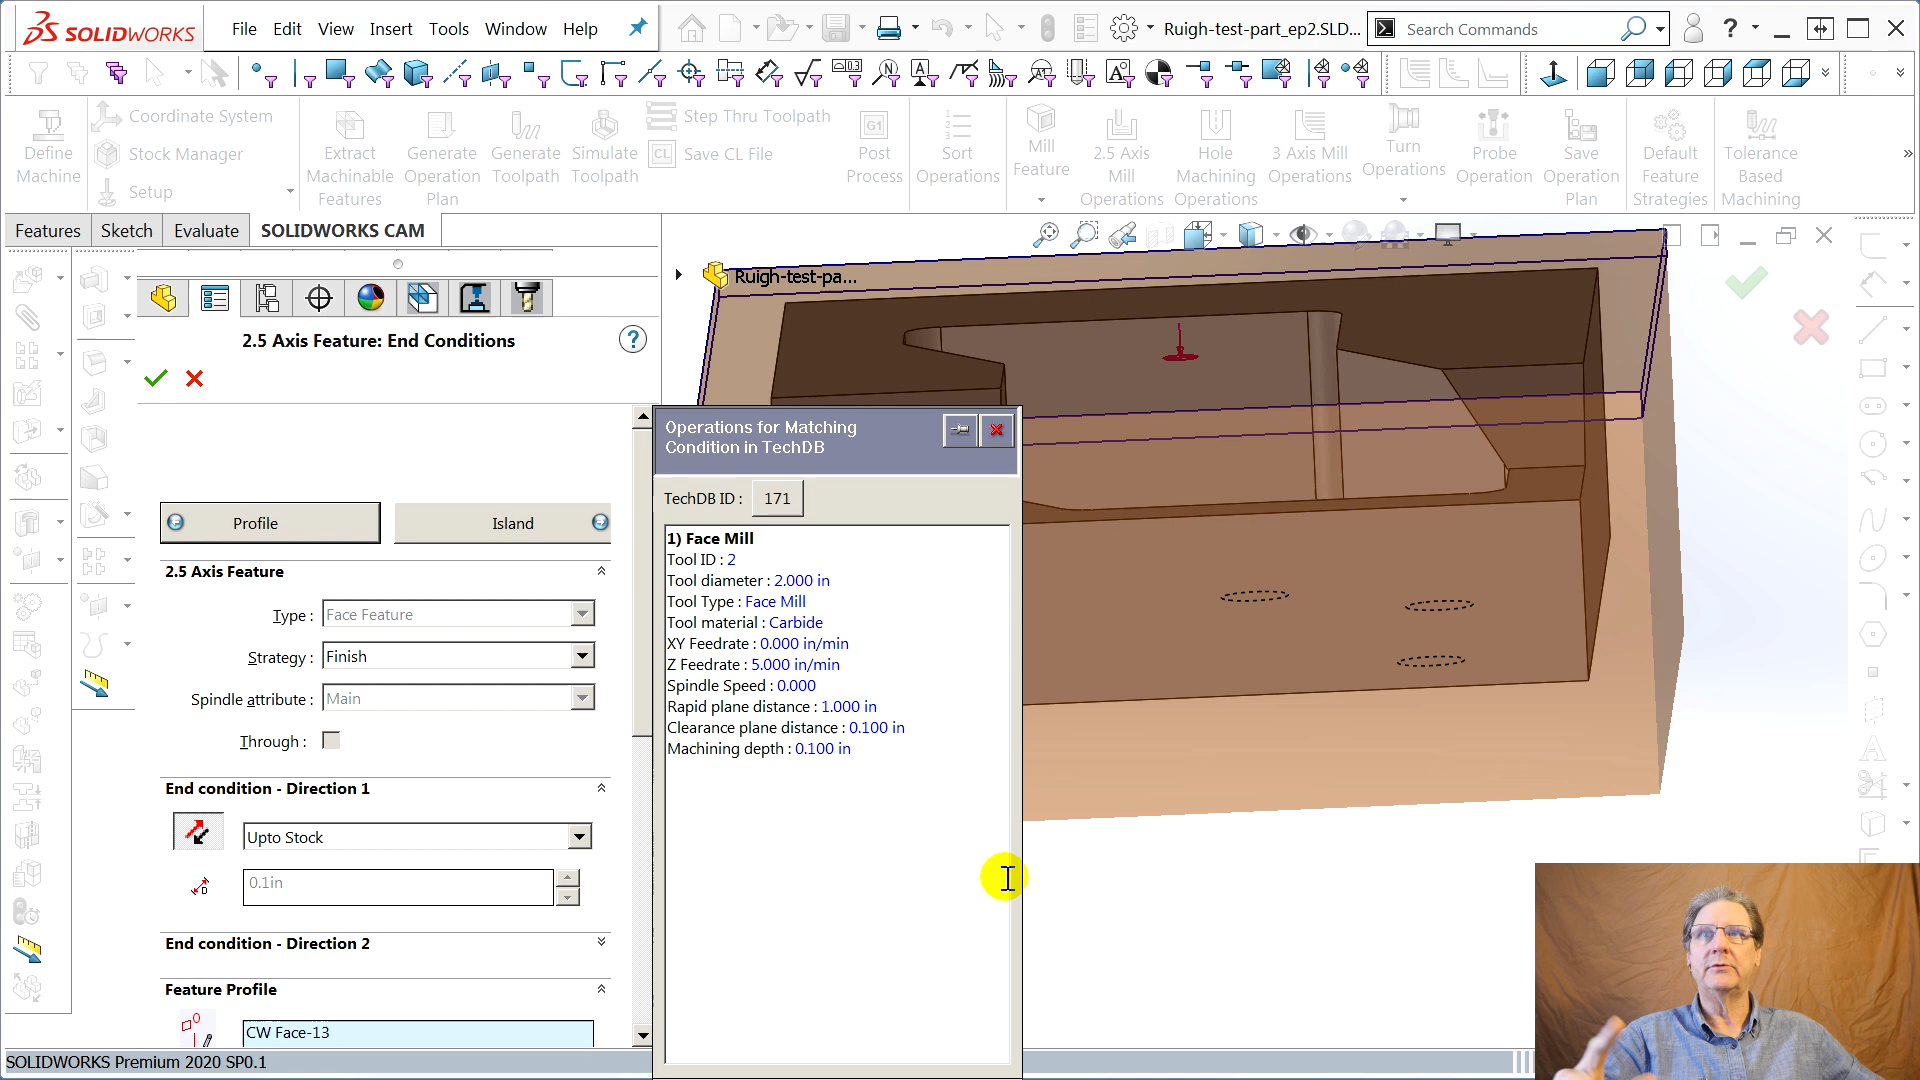 SOLIDWORKS
File Edit View Insert Tools Window Help
Ruigh-test-part_ep2.SLD...
Search Commands
?
Define Machine
Coordinate System
Stock Manager
Setup
Extract Machinable Features
Generate Operation Plan
Generate Toolpath
Simulate Toolpath
Step Thru Toolpath
CL Save CL File
G1
Post Process
Sort Operations
Mill Feature
2.5 Axis Mill Operations
Hole Machining Operations
3 Axis Mill Operations
Turn Operations
Probe Operation
Save Operation Plan
Default Feature Strategies
Tolerance Based Machining
Features Sketch Evaluate SOLIDWORKS CAM
Ruigh-test-pa...
2.5 Axis Feature: End Conditions
?
Profile
Island
2.5 Axis Feature
Type : Face Feature
Strategy : Finish
Spindle attribute : Main
Through :
End condition - Direction 1
Upto Stock
0.1in
End condition - Direction 2
Feature Profile
CW Face-13
Operations for Matching
Condition in TechDB
TechDB ID : 171
1) Face Mill
Tool ID : 2
Tool diameter : 2.000 in
Tool Type : Face Mill
Tool material : Carbide
XY Feedrate : 0.000 in/min
Z Feedrate : 5.000 in/min
Spindle Speed : 0.000
Rapid plane distance : 1.000 in
Clearance plane distance : 0.100 in
Machining depth : 0.100 in
SOLIDWORKS Premium 2020 SP0.1